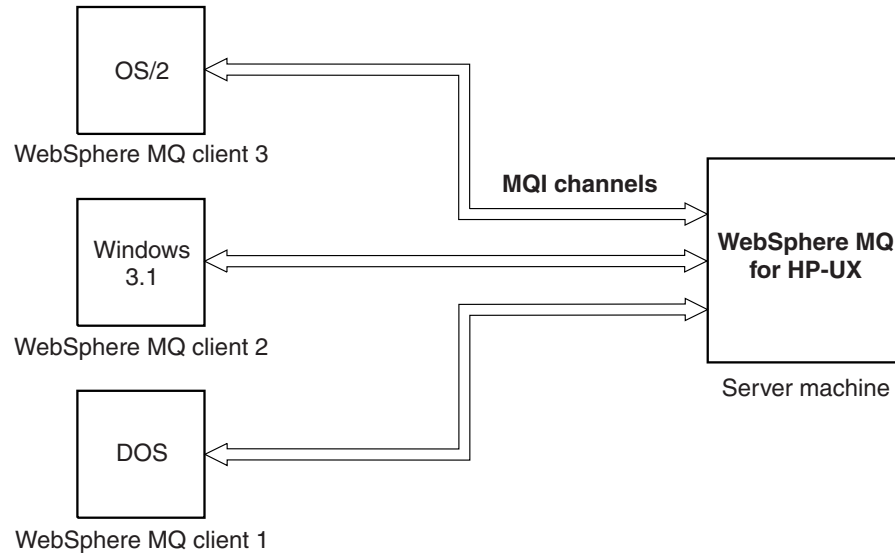 OS/2
WebSphere MQ client 3
MQI channels
Windows
3.1
WebSphere MQ client 2
WebSphere MQ
for HP-UX
Server machine
DOS
WebSphere MQ client 1